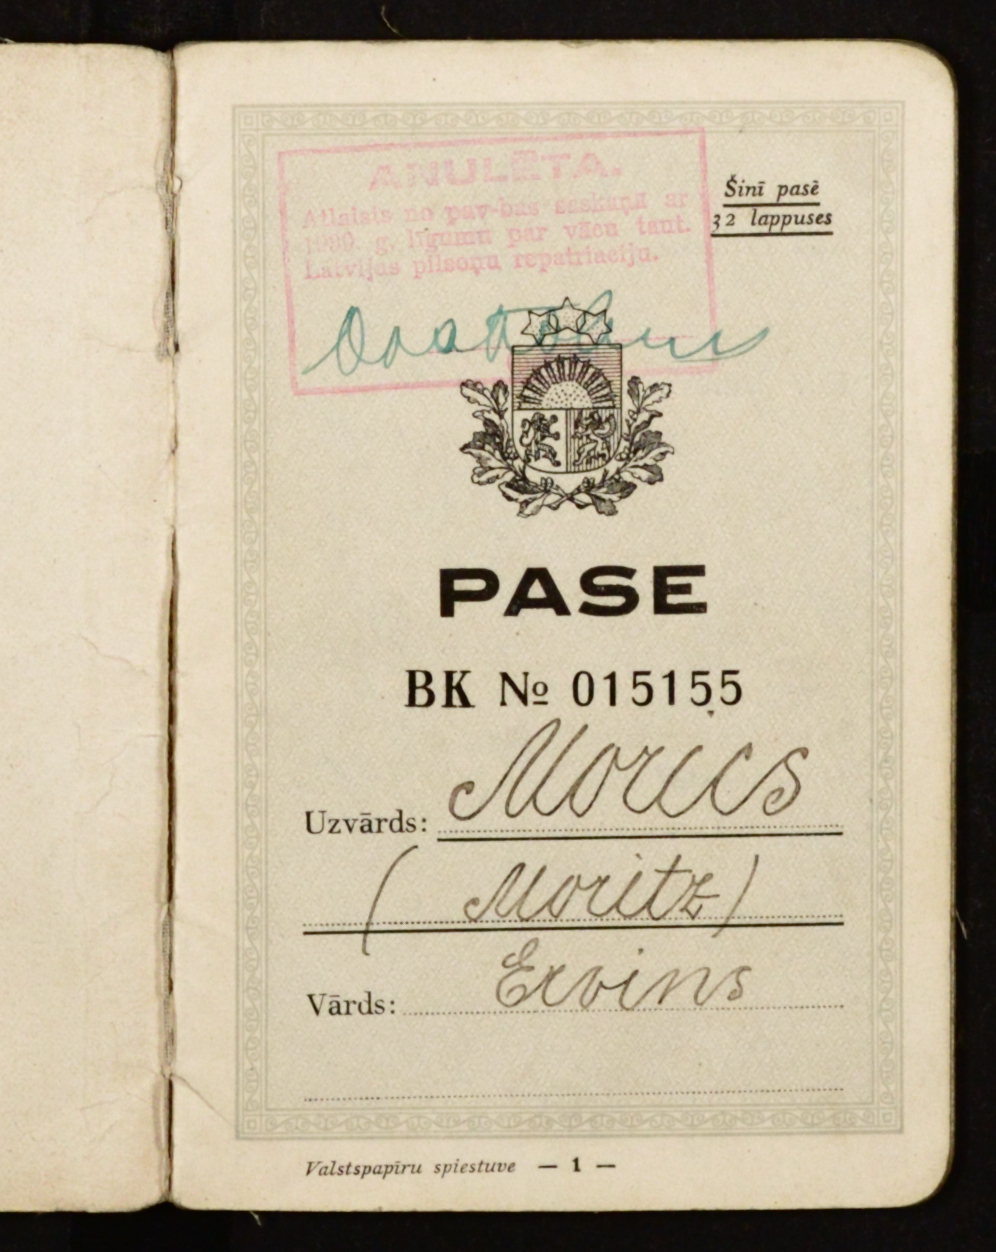 ANULĒTA.
Atlaists no pav-bas saskaņā ar
g. līgumu par vācu taut.
Latvijas pilsoņu repatriaciju.
Šinī pasē
32 lappuses
PASE
BK № 015155
Uzvārds: Morics
(Moritz)
Vārds: Ervins
Valstspapīru spiestuve — 1 —